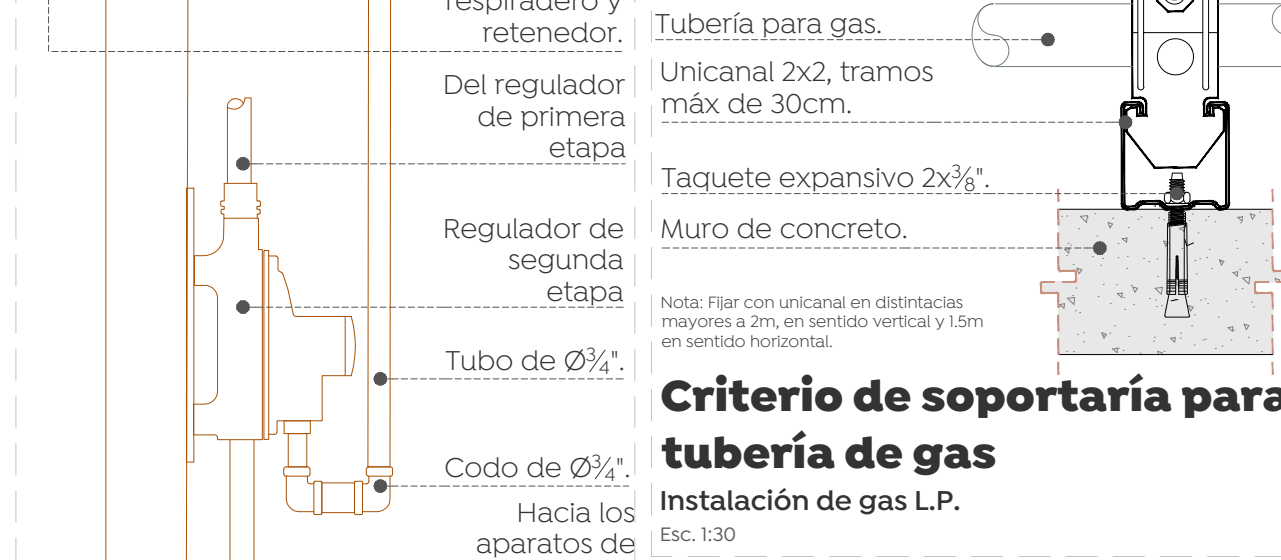 respiradero y
retenedor.
Del regulador
de primera
etapa
Regulador de
segunda
etapa
Tubo de Ø¾".
Codo de Ø¾".
Hacia los
aparatos de
Tubería para gas.
Unicanal 2x2, tramos
máx de 30cm.
Taquete expansivo 2x⅜".
Muro de concreto.
Nota: Fijar con unicanal en distintacias
mayores a 2m, en sentido vertical y 1.5m
en sentido horizontal.
Criterio de soportaría para
tubería de gas
Instalación de gas L.P.
Esc. 1:30